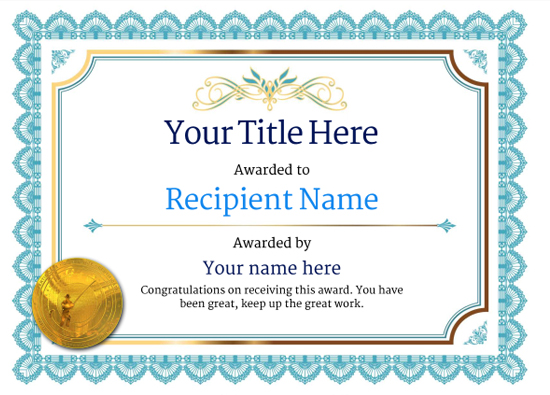 Your Title Here
Awarded to
Recipient Name
Awarded by
Your name here
Congratulations on receiving this award. You have
been great, keep up the great work.